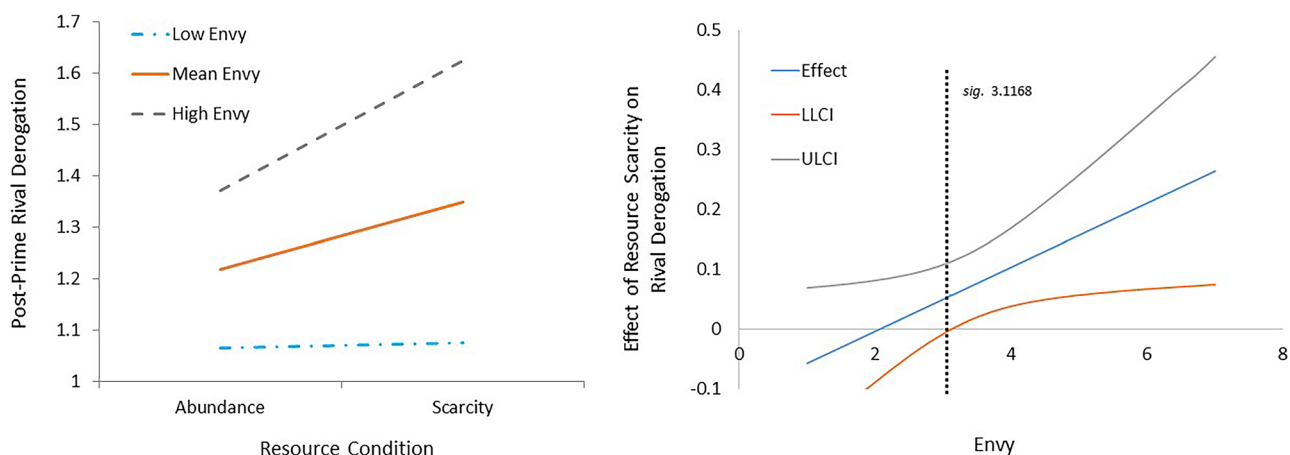 Post-Prime Rival Derogation
1.7
1.6
1.5
1.4
1.3
1.2
1.1
1
Low Envy
Mean Envy
High Envy
Abundance
Scarcity
Resource Condition
Effect of Resource Scarcity on
Rival Derogation
0.5
0.4
0.3
0.2
0.1
0
-0.1
Effect
LLCI
ULCI
sig. 3.1168
0
2
4
6
8
Envy